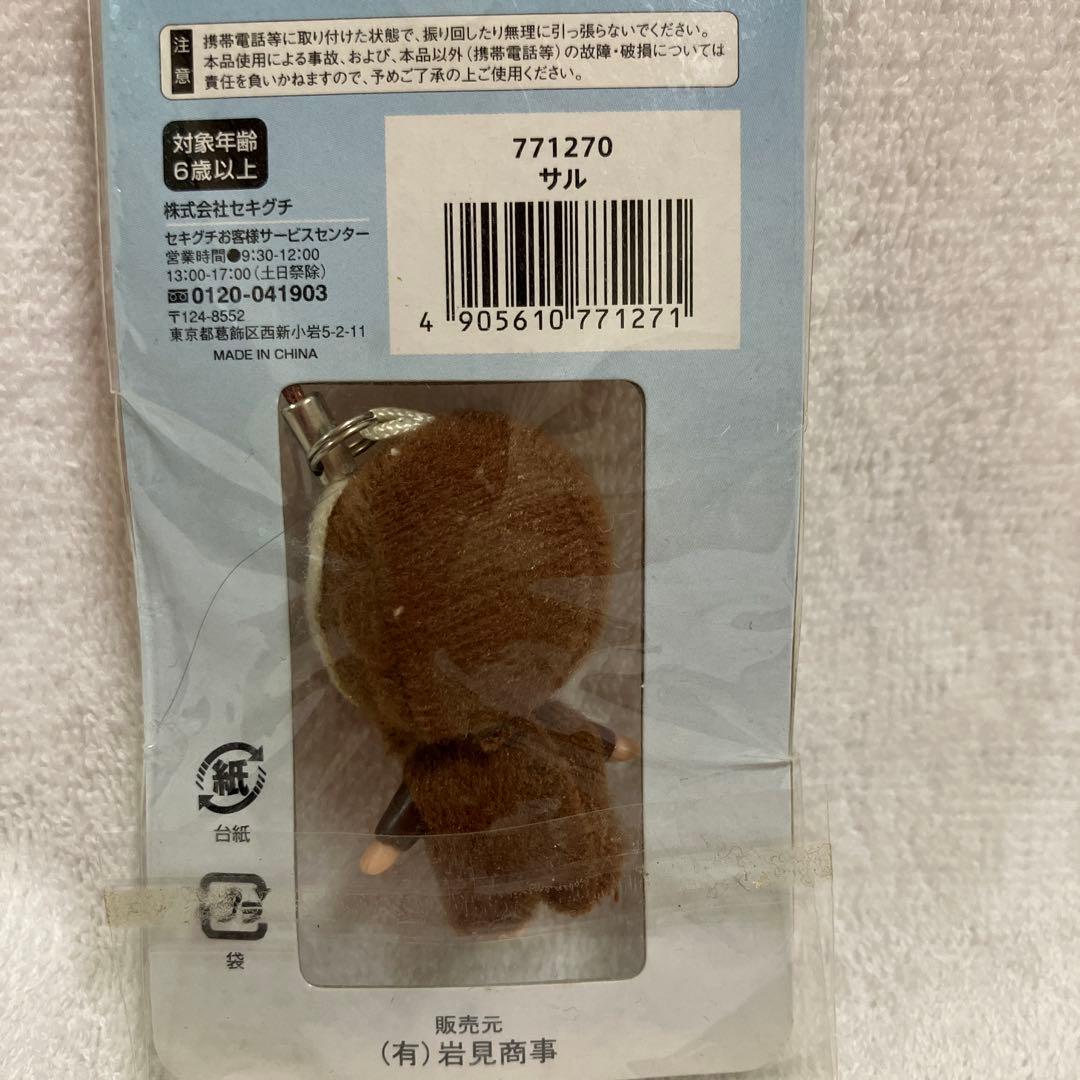 注意
携帯電話等に取り付けた状態で、振り回したり無理に引っ張らないでください。
本品使用による事故、および、本品以外(携帯電話等)の故障・破損については
責任を負いかねますので、予めご了承の上ご使用ください。
対象年齢
6歳以上
株式会社セキグチ
セキグチお客様サービスセンター
営業時間●9:30-12:00
13:00-17:00(土日祭除)
0120-041903
〒124-8552
東京都葛飾区西新小岩5-2-11
MADE IN CHINA
771270
サル
4 905610 771271
紙
台紙
プラ
袋
販売元
(有)岩見商事